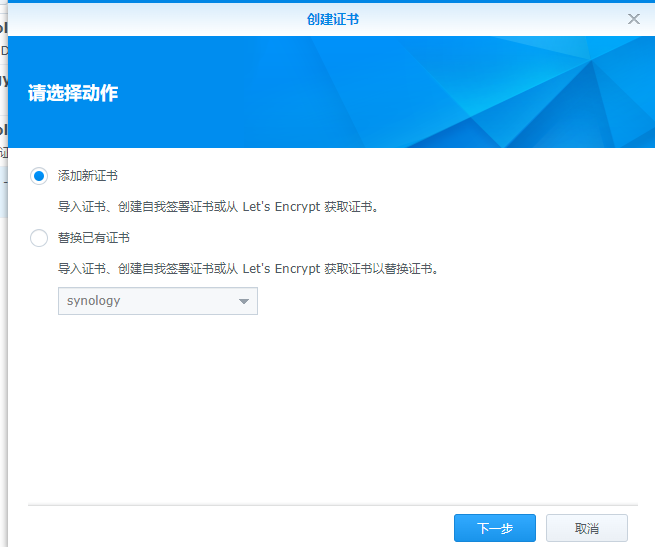 创建证书
请选择动作
添加新证书
导入证书、创建自我签署证书或从 Let's Encrypt 获取证书。
替换已有证书
导入证书、创建自我签署证书或从 Let's Encrypt 获取证书以替换证书。
synology
下一步
取消